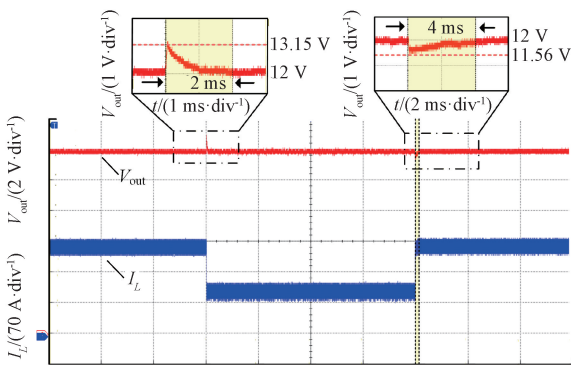 V_out/(1 V·div⁻¹)
13.15 V
12 V
2 ms
t/(1 ms·div⁻¹)
V_out/(1 V·div⁻¹)
4 ms
12 V
11.56 V
t/(2 ms·div⁻¹)
V_out/(2 V·div⁻¹)
V_out
I_L/(70 A·div⁻¹)
I_L